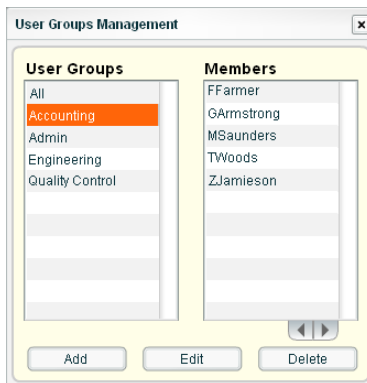 User Groups Management
User Groups
All
Accounting
Admin
Engineering
Quality Control
Members
FFarmer
GArmstrong
MSaunders
TWoods
ZJamieson
Add
Edit
Delete